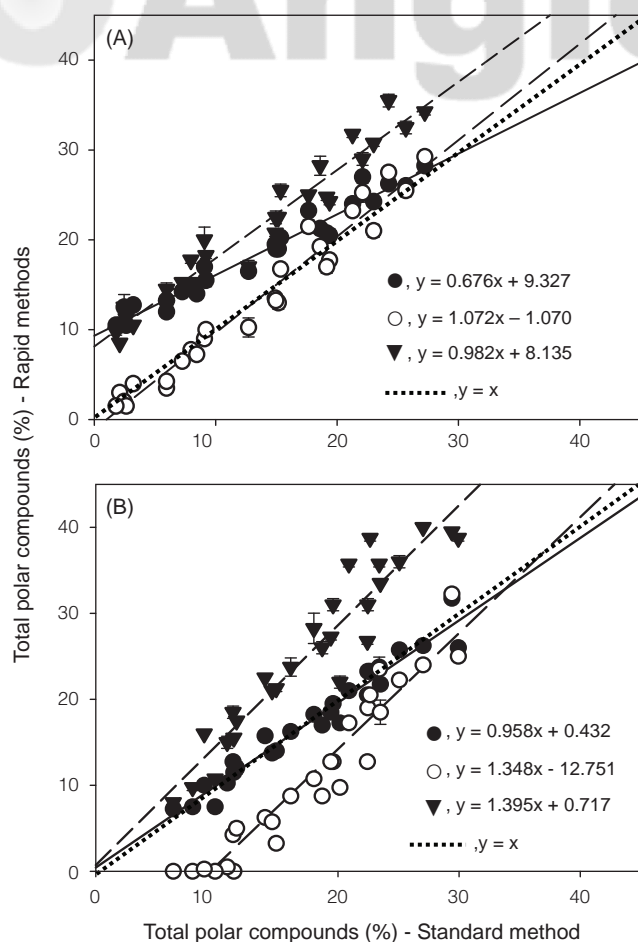 Angle
(A)
40
30
20
10
0
0
10
20
30
40
, y = 0.676x + 9.327
, y = 1.072x – 1.070
, y = 0.982x + 8.135
,y = x
Total polar compounds (%) - Rapid methods
(B)
40
30
20
10
0
0
10
20
30
40
, y = 0.958x + 0.432
, y = 1.348x - 12.751
, y = 1.395x + 0.717
,y = x
Total polar compounds (%) - Standard method